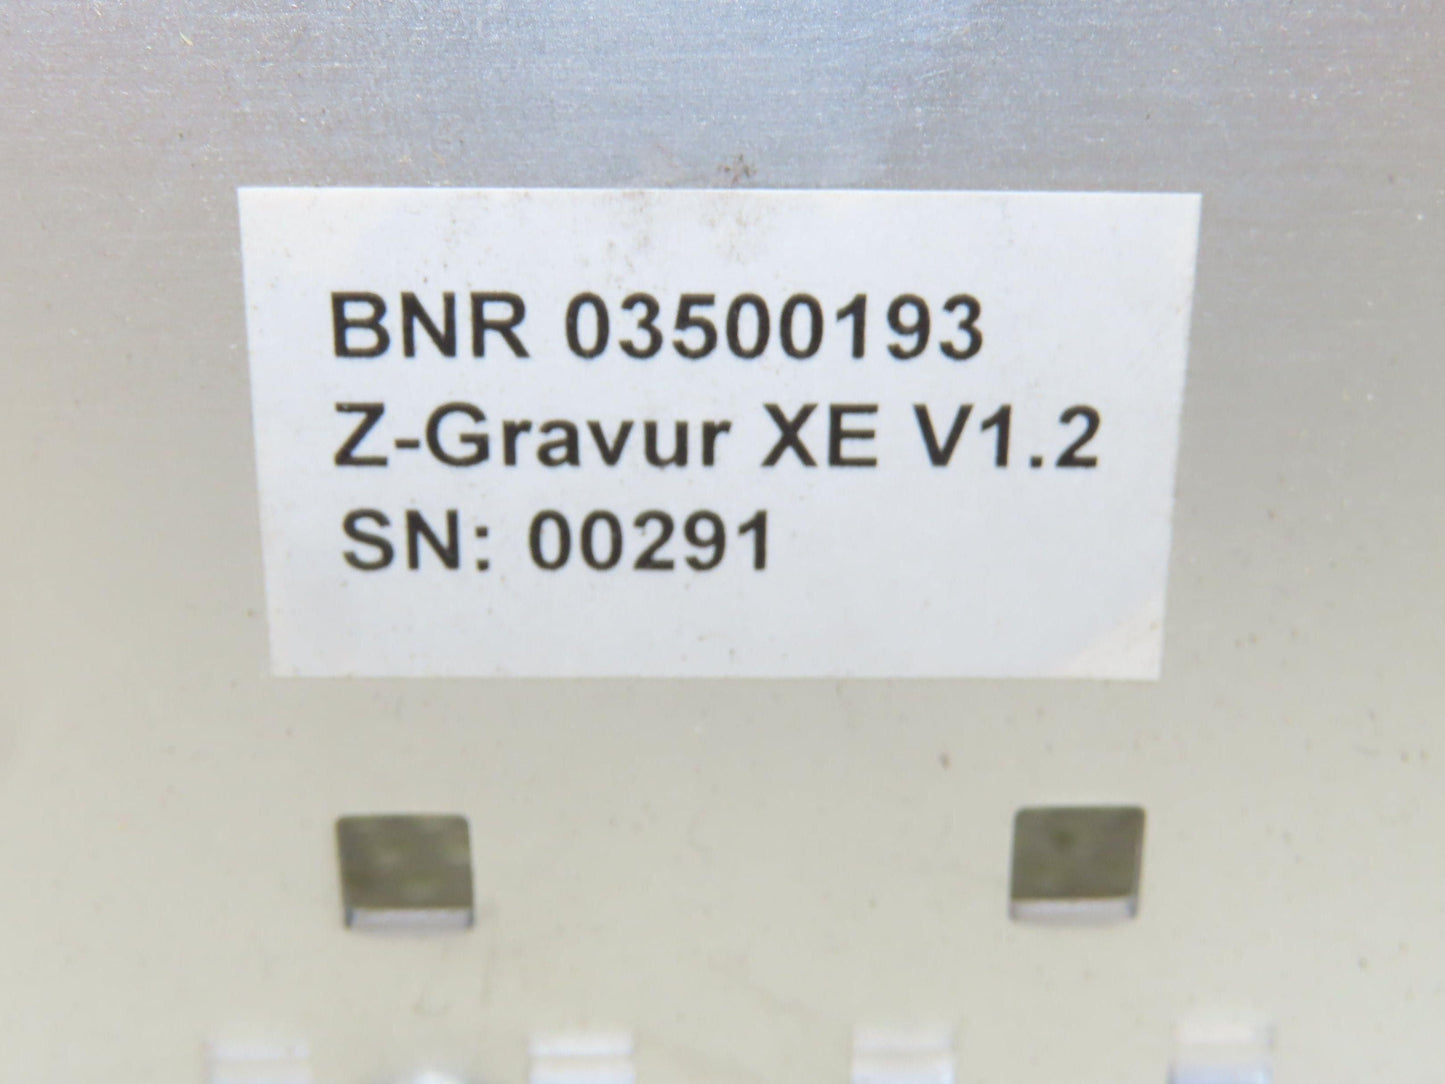 BNR 03500193
Z-Gravur XE V1.2
SN: 00291